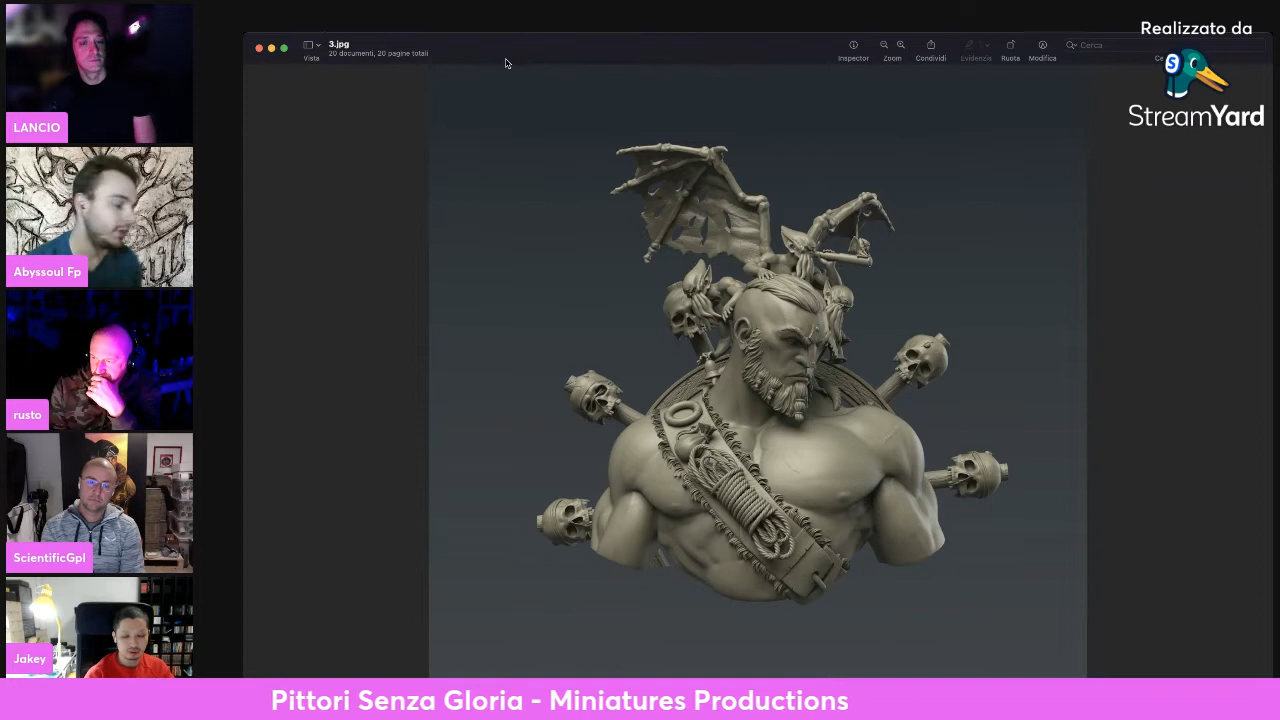 LANCIO
Abyssoul Fp
rusto
ScientificGpl
Jakey
3.jpg
20 documenti, 20 pagine totali
Vista
Inspector
Zoom
Condividi
Evidenzia
Ruota
Modifica
Cerca
Realizzato da
S
StreamYard
Pittori Senza Gloria - Miniatures Productions